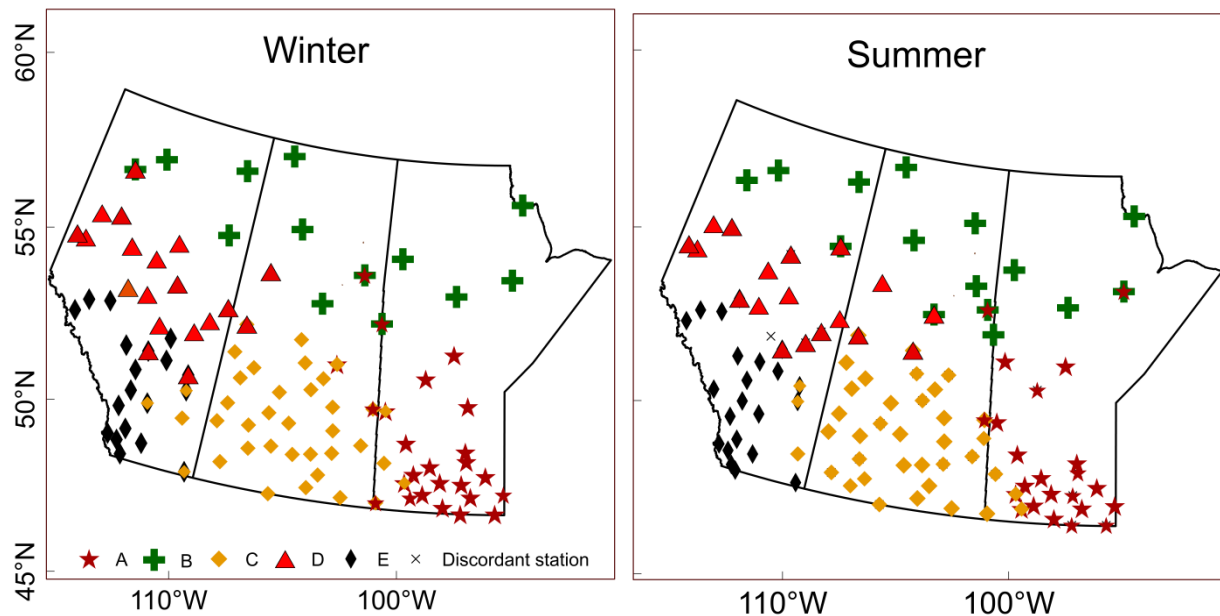 Winter
Summer
60°N
55°N
50°N
45°N
A B C D E Discordant station
110°W 100°W
110°W 100°W